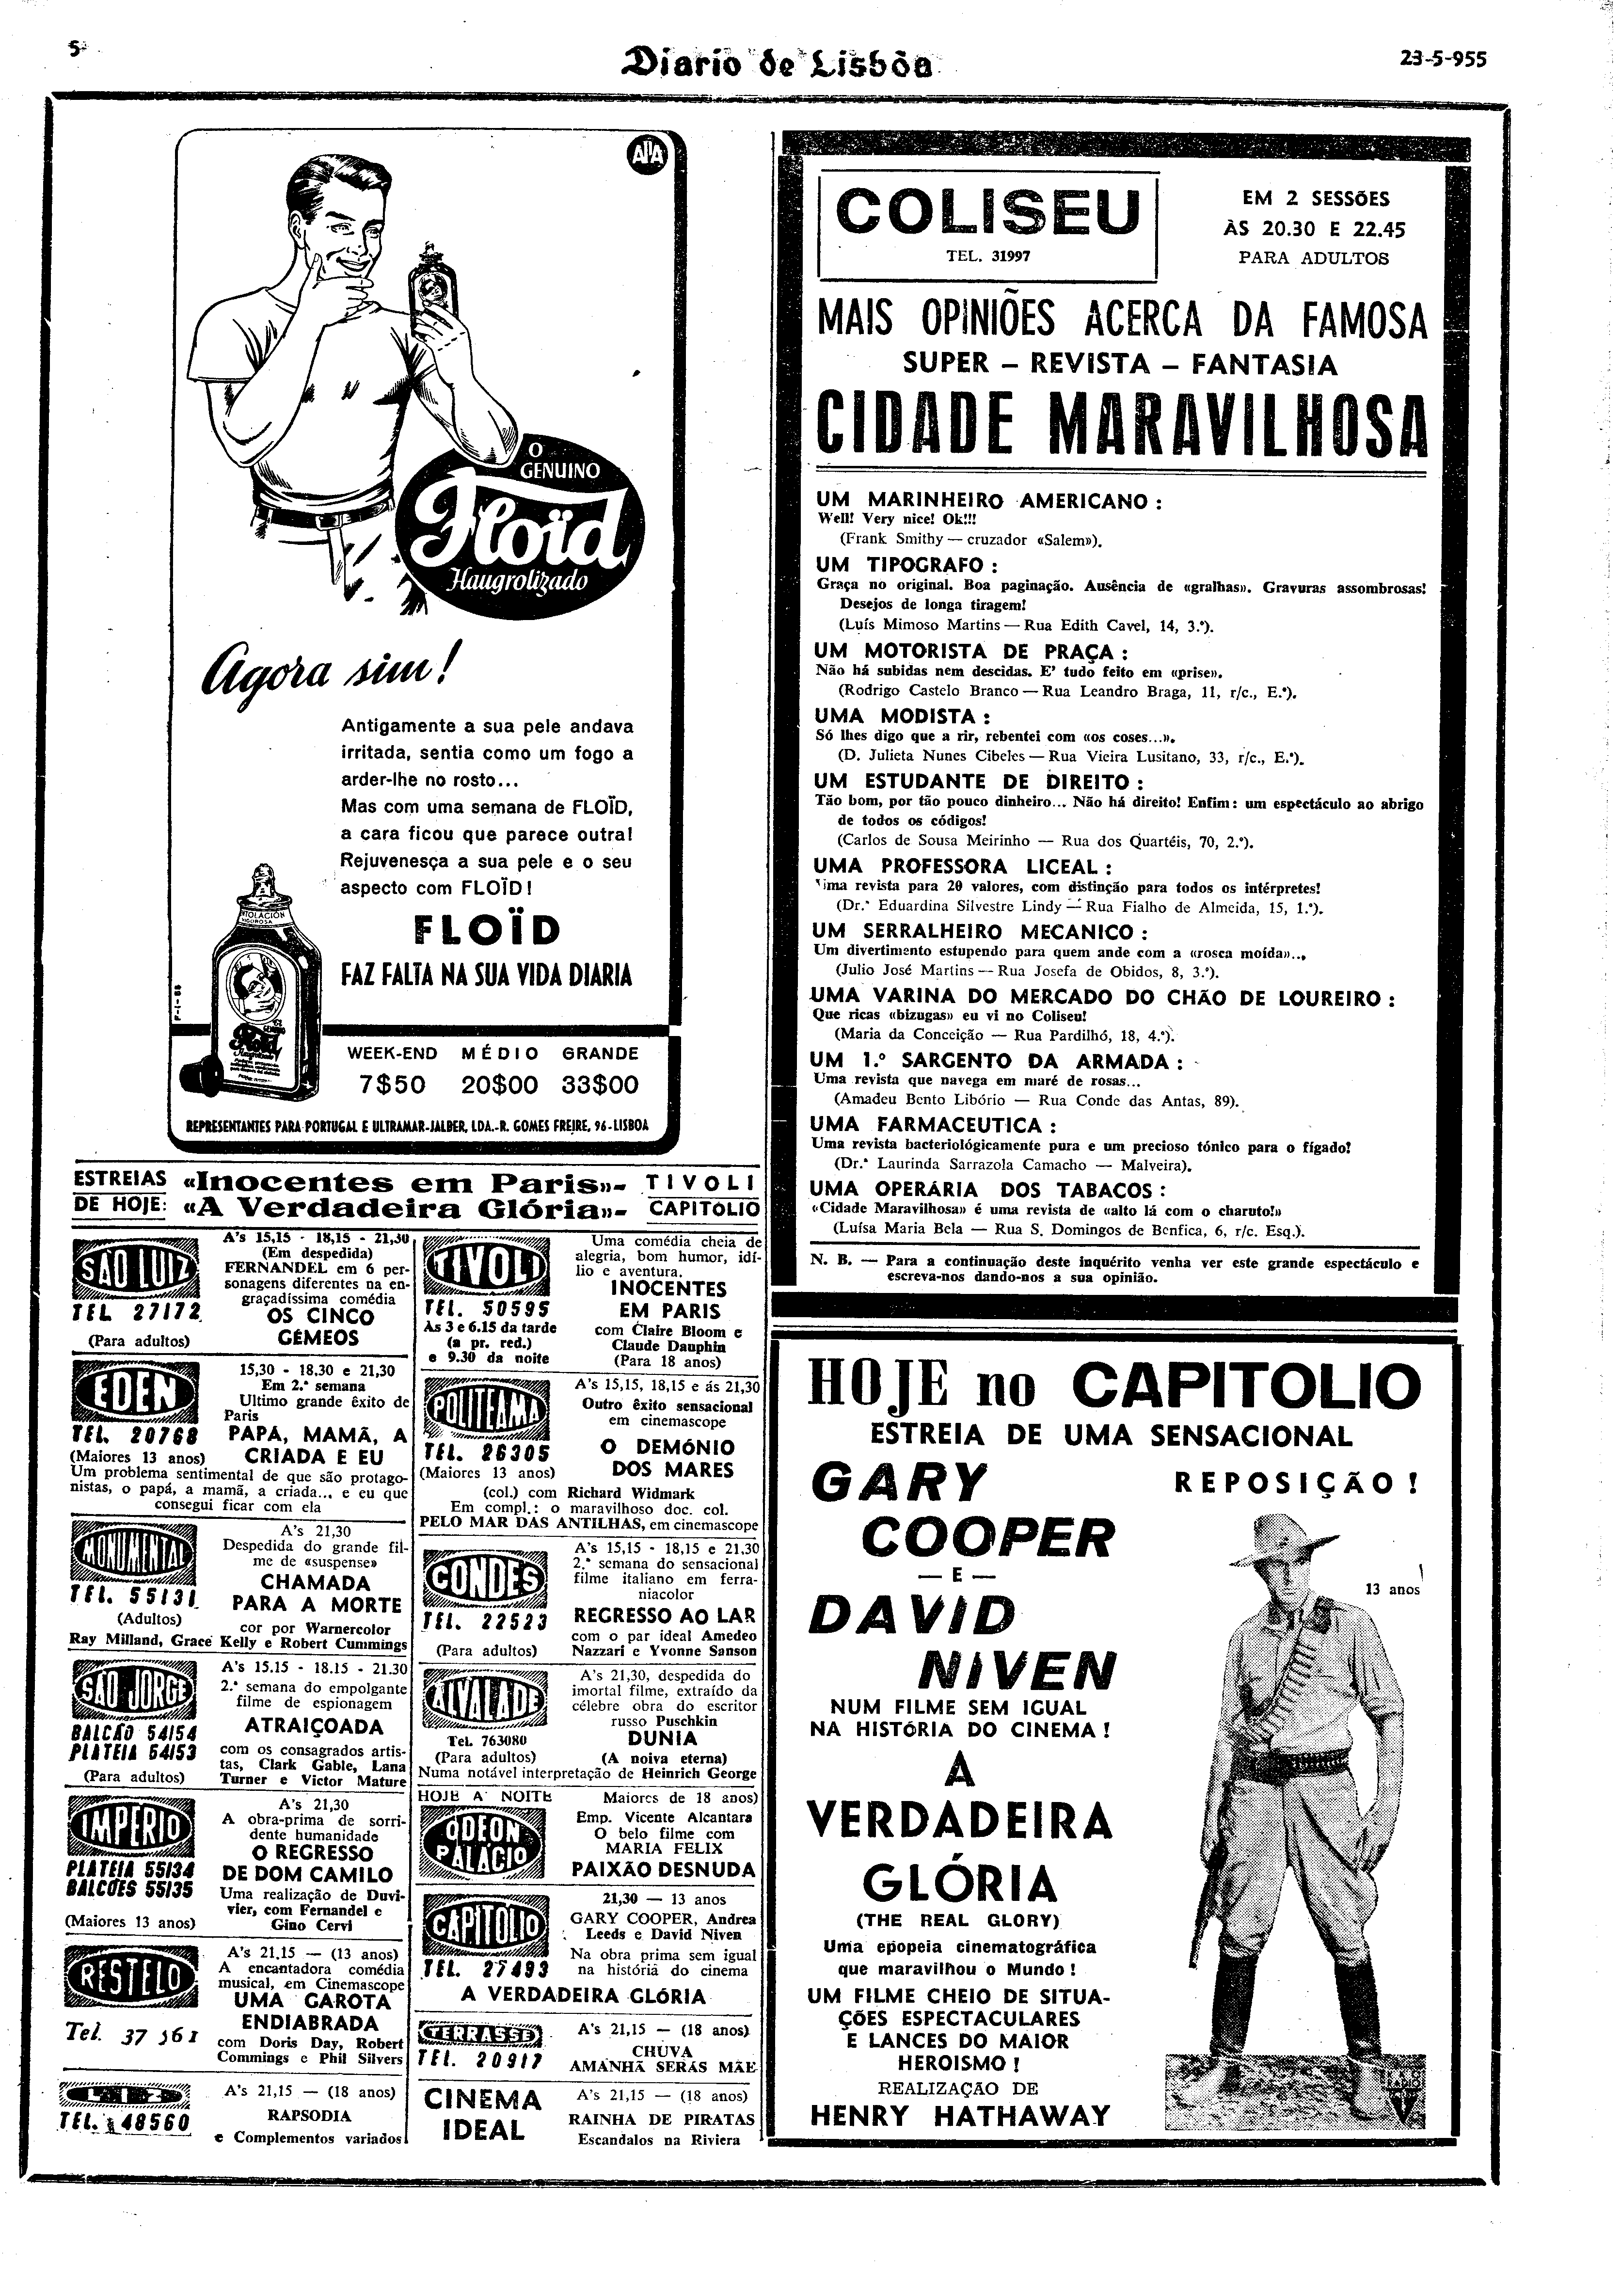 5
Diario de Lisbôa
23-5-955
AIA
O
GENUINO
Floïd
Haugrolizado
Agora sim!
Antigamente a sua pele andava
irritada, sentia como um fogo a
arder-lhe no rosto...
Mas com uma semana de FLOÏD,
a cara ficou que parece outra!
Rejuvenesça a sua pele e o seu
aspecto com FLOÏD!
FLOÏD
FAZ FALTA NA SUA VIDA DIARIA
Floïd
WEEK-END MÉDIO GRANDE
7$50 20$00 33$00
REPRESENTANTES PARA PORTUGAL E ULTRAMAR-JALBER, LDA.-R. GOMES FREIRE, 96-LISBOA
ESTREIAS «Inocentes em Paris»- TIVOLI
DE HOJE: «A Verdadeira Glória»- CAPITOLIO
SÃO LUIZ
TEL 27172
(Para adultos)
A's 15,15 - 18,15 - 21,30
(Em despedida)
FERNANDEL em 6 per-
sonagens diferentes na en-
graçadíssima comédia
OS CINCO
GÉMEOS
EDEN
TEL. 20768
(Maiores 13 anos)
15,30 - 18,30 e 21,30
Em 2.ª semana
Ultimo grande êxito de
Paris
PAPÁ, MAMÃ, A
CRIADA E EU
Um problema sentimental de que são protago-
nistas, o papá, a mamã, a criada... e eu que
consegui ficar com ela
MONUMENTAL
TEL. 55131
(Adultos)
A's 21,30
Despedida do grande fil-
me de «suspense»
CHAMADA
PARA A MORTE
cor por Warnercolor
Ray Milland, Grace Kelly e Robert Cummings
SÃO JORGE
BALCÃO 54154
PLATEIA 54153
(Para adultos)
A's 15.15 - 18.15 - 21.30
2.ª semana do empolgante
filme de espionagem
ATRAIÇOADA
com os consagrados artis-
tas, Clark Gable, Lana
Turner e Victor Mature
IMPÉRIO
PLATEIA 55134
BALCÕES 55135
(Maiores 13 anos)
A's 21,30
A obra-prima de sorri-
dente humanidade
O REGRESSO
DE DOM CAMILO
Uma realização de Duvi-
vier, com Fernandel e
Gino Cervi
RESTELO
Tel. 37 561
A's 21,15 — (13 anos)
A encantadora comédia
musical, em Cinemascope
UMA GAROTA
ENDIABRADA
com Doris Day, Robert
Commings e Phil Silvers
TEL. 48560
A's 21,15 — (18 anos)
RAPSODIA
e Complementos variados
TIVOLI
TEL. 50595
Às 3 e 6.15 da tarde
(a pr. red.)
e 9.30 da noite
Uma comédia cheia de
alegria, bom humor, idí-
lio e aventura.
INOCENTES
EM PARIS
com Claire Bloom e
Claude Dauphin
(Para 18 anos)
POLITEAMA
TEL. 26305
(Maiores 13 anos)
A's 15,15, 18,15 e ás 21,30
Outro êxito sensacional
em cinemascope
O DEMÓNIO
DOS MARES
(col.) com Richard Widmark
Em compl.: o maravilhoso doc. col.
PELO MAR DAS ANTILHAS, em cinemascope
CONDES
TEL. 22523
(Para adultos)
A's 15,15 - 18,15 e 21,30
2.ª semana do sensacional
filme italiano em ferra-
niacolor
REGRESSO AO LAR
com o par ideal Amedeo
Nazzari e Yvonne Sanson
ALVALADE
Tel. 763080
(Para adultos)
A's 21,30, despedida do
imortal filme, extraído da
célebre obra do escritor
russo Puschkin
DUNIA
(A noiva eterna)
Numa notável interpretação de Heinrich George
HOJE A' NOITE Maiores de 18 anos)
ODEON
PALACIO
Emp. Vicente Alcantara
O belo filme com
MARIA FELIX
PAIXÃO DESNUDA
CAPITOLIO
TEL. 27493
21,30 — 13 anos
GARY COOPER, Andrea
Leeds e David Niven
Na obra prima sem igual
na história do cinema
A VERDADEIRA GLÓRIA
TERRASSE
TEL. 20917
A's 21,15 — (18 anos)
CHUVA
AMANHÃ SERÁS MÃE
CINEMA
IDEAL
A's 21,15 — (18 anos)
RAINHA DE PIRATAS
Escandalos na Riviera
COLISEU
TEL. 31997
EM 2 SESSÕES
ÀS 20.30 E 22.45
PARA ADULTOS
MAIS OPINIÕES ACERCA DA FAMOSA
SUPER - REVISTA - FANTASIA
CIDADE MARAVILHOSA
UM MARINHEIRO AMERICANO:
Well! Very nice! Ok!!!
(Frank Smithy — cruzador «Salem»).
UM TIPOGRAFO:
Graça no original. Boa paginação. Ausência de «gralhas». Gravuras assombrosas!
Desejos de longa tiragem!
(Luís Mimoso Martins — Rua Edith Cavel, 14, 3.º).
UM MOTORISTA DE PRAÇA:
Não há subidas nem descidas. E' tudo feito em «prise».
(Rodrigo Castelo Branco — Rua Leandro Braga, 11, r/c., E.º).
UMA MODISTA:
Só lhes digo que a rir, rebentei com «os coses...».
(D. Julieta Nunes Cibeles — Rua Vieira Lusitano, 33, r/c., E.º).
UM ESTUDANTE DE DIREITO:
Tão bom, por tão pouco dinheiro... Não há direito! Enfim: um espectáculo ao abrigo
de todos os códigos!
(Carlos de Sousa Meirinho — Rua dos Quartéis, 70, 2.º).
UMA PROFESSORA LICEAL:
Uma revista para 20 valores, com distinção para todos os intérpretes!
(Dr.ª Eduardina Silvestre Lindy — Rua Fialho de Almeida, 15, 1.º).
UM SERRALHEIRO MECANICO:
Um divertimento estupendo para quem ande com a «rosca moída»...
(Julio José Martins — Rua Josefa de Obidos, 8, 3.º).
UMA VARINA DO MERCADO DO CHÃO DE LOUREIRO:
Que ricas «bizugas» eu vi no Coliseu!
(Maria da Conceição — Rua Pardilhó, 18, 4.º).
UM 1.º SARGENTO DA ARMADA:
Uma revista que navega em maré de rosas...
(Amadeu Bento Libório — Rua Conde das Antas, 89).
UMA FARMACEUTICA:
Uma revista bacteriológicamente pura e um precioso tónico para o fígado!
(Dr.ª Laurinda Sarrazola Camacho — Malveira).
UMA OPERÁRIA DOS TABACOS:
«Cidade Maravilhosa» é uma revista de «alto lá com o charuto!»
(Luísa Maria Bela — Rua S. Domingos de Benfica, 6, r/c. Esq.).
N. B. — Para a continuação deste inquérito venha ver este grande espectáculo e
escreva-nos dando-nos a sua opinião.
HOJE no CAPITOLIO
ESTREIA DE UMA SENSACIONAL
REPOSIÇÃO!
GARY
COOPER
— E —
DAVID
NIVEN
13 anos
NUM FILME SEM IGUAL
NA HISTÓRIA DO CINEMA!
A
VERDADEIRA
GLÓRIA
(THE REAL GLORY)
Uma epopeia cinematográfica
que maravilhou o Mundo!
UM FILME CHEIO DE SITUA-
ÇÕES ESPECTACULARES
E LANCES DO MAIOR
HEROISMO!
REALIZAÇÃO DE
HENRY HATHAWAY
RADIO